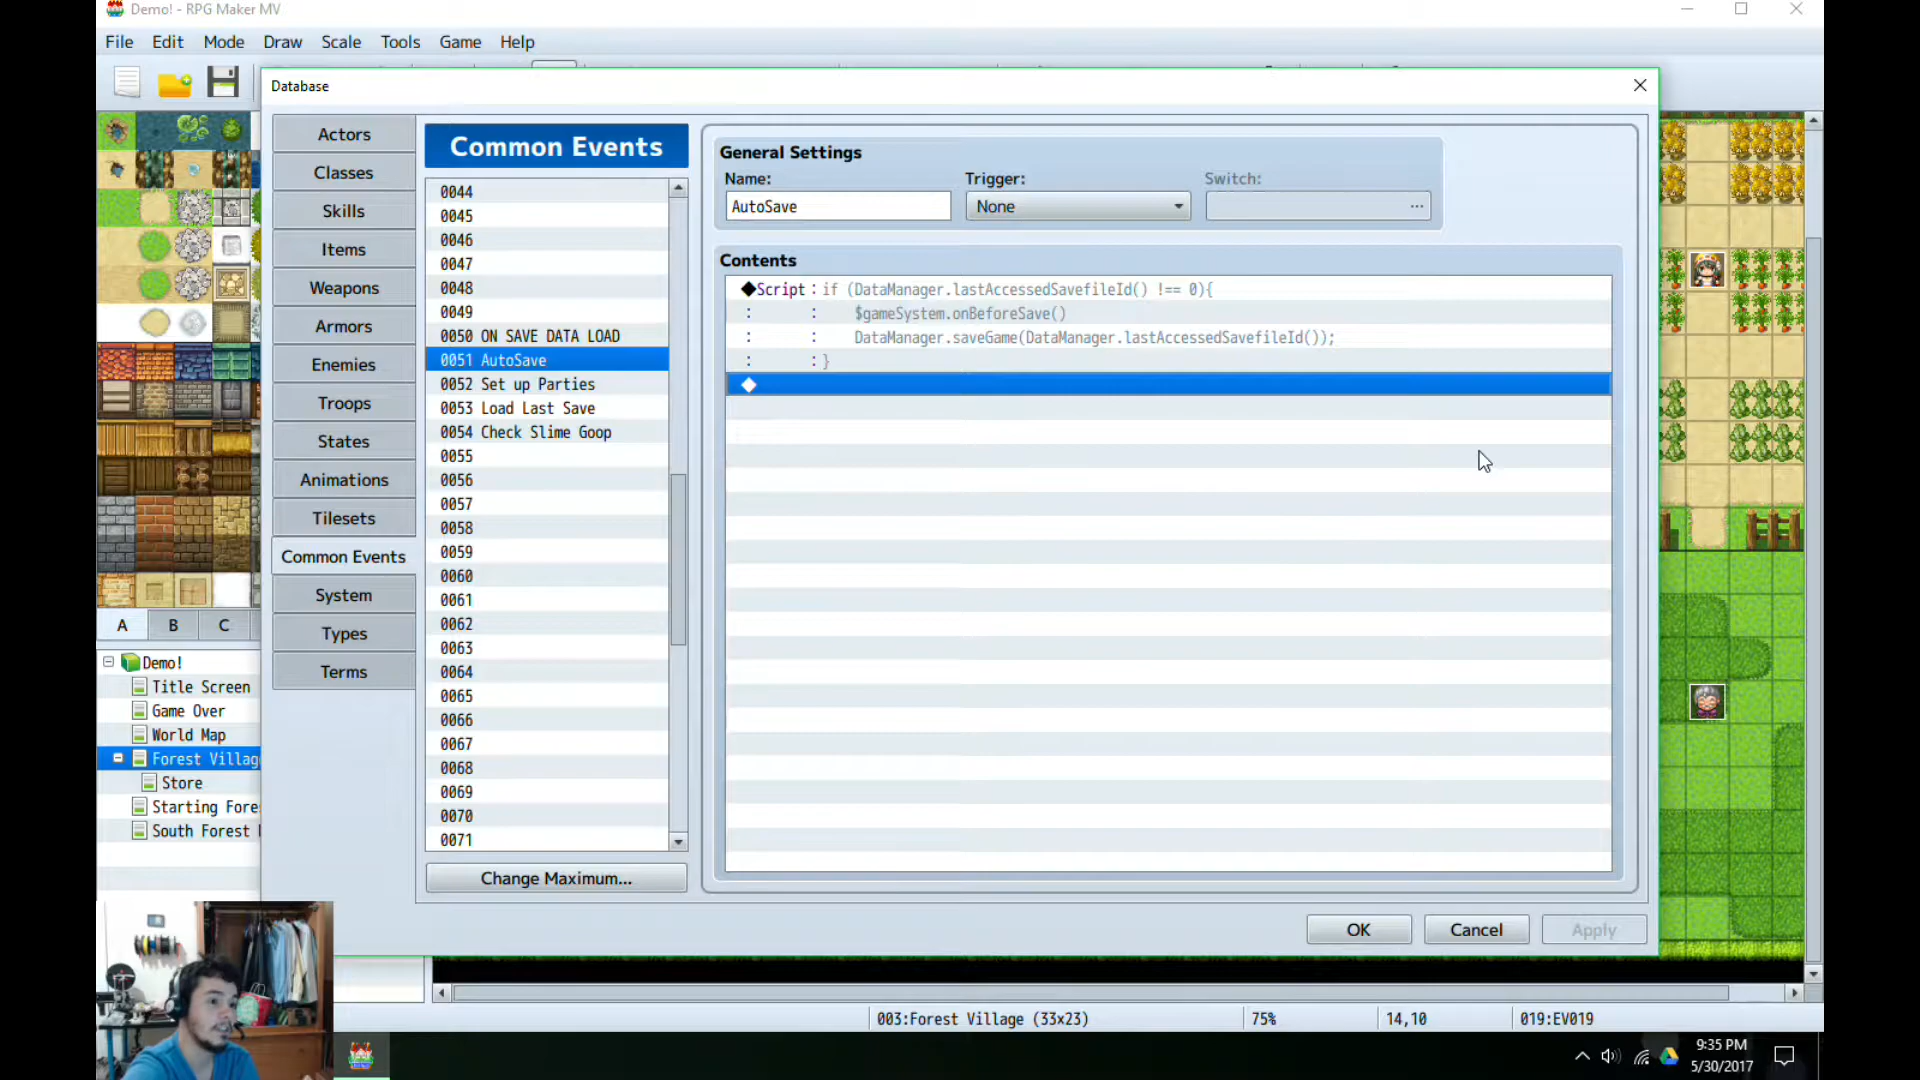 Demo! - RPG Maker MV
File Edit Mode Draw Scale Tools Game Help
Database
Actors
Classes
Skills
Items
Weapons
Armors
Enemies
Troops
States
Animations
Tilesets
Common Events
System
Types
Terms
Common Events
0044
0045
0046
0047
0048
0049
0050 ON SAVE DATA LOAD
0051 AutoSave
0052 Set up Parties
0053 Load Last Save
0054 Check Slime Goop
0055
0056
0057
0058
0059
0060
0061
0062
0063
0064
0065
0066
0067
0068
0069
0070
0071
Change Maximum...
General Settings
Name: Trigger: Switch:
AutoSave None ...
Contents
◆Script：if (DataManager.lastAccessedSavefileId() !== 0){
: : $gameSystem.onBeforeSave()
: : DataManager.saveGame(DataManager.lastAccessedSavefileId());
: :}
◆
OK Cancel Apply
A B C
Demo!
Title Screen
Game Over
World Map
Forest Villag
Store
Starting Fore
South Forest
003:Forest Village (33x23) 75% 14,10 019:EV019
9:35 PM
5/30/2017